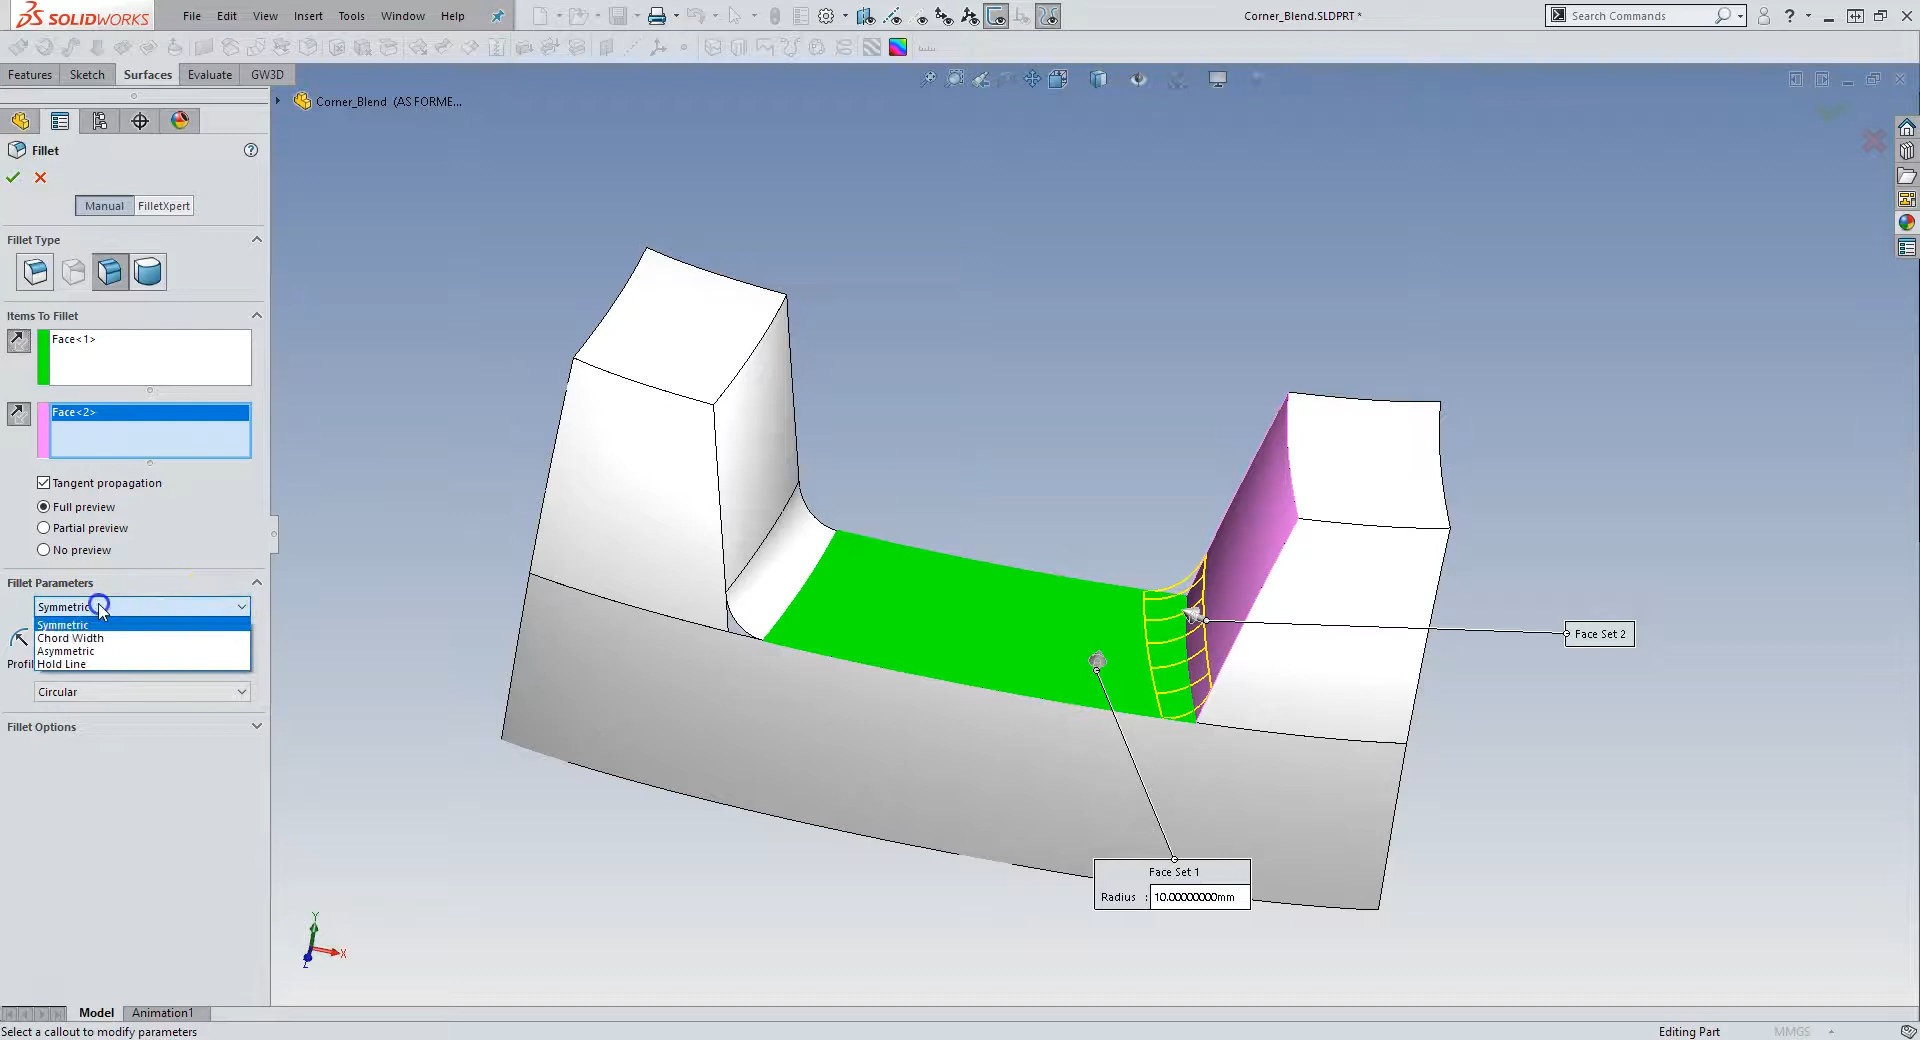 SOLIDWORKS
File Edit View Insert Tools Window Help
Corner_Blend.SLDPRT *
Search Commands
?
Features Sketch Surfaces Evaluate GW3D
Corner_Blend (AS FORME...
Fillet
Manual FilletXpert
Fillet Type
Items To Fillet
Face<1>
Face<2>
Tangent propagation
Full preview
Partial preview
No preview
Fillet Parameters
Symmetric
Symmetric
Chord Width
Asymmetric
Hold Line
Profil
Circular
Fillet Options
Face Set 2
Face Set 1
Radius : 10.00000000mm
Y
X
Z
Model Animation1
Select a callout to modify parameters
Editing Part
MMGS